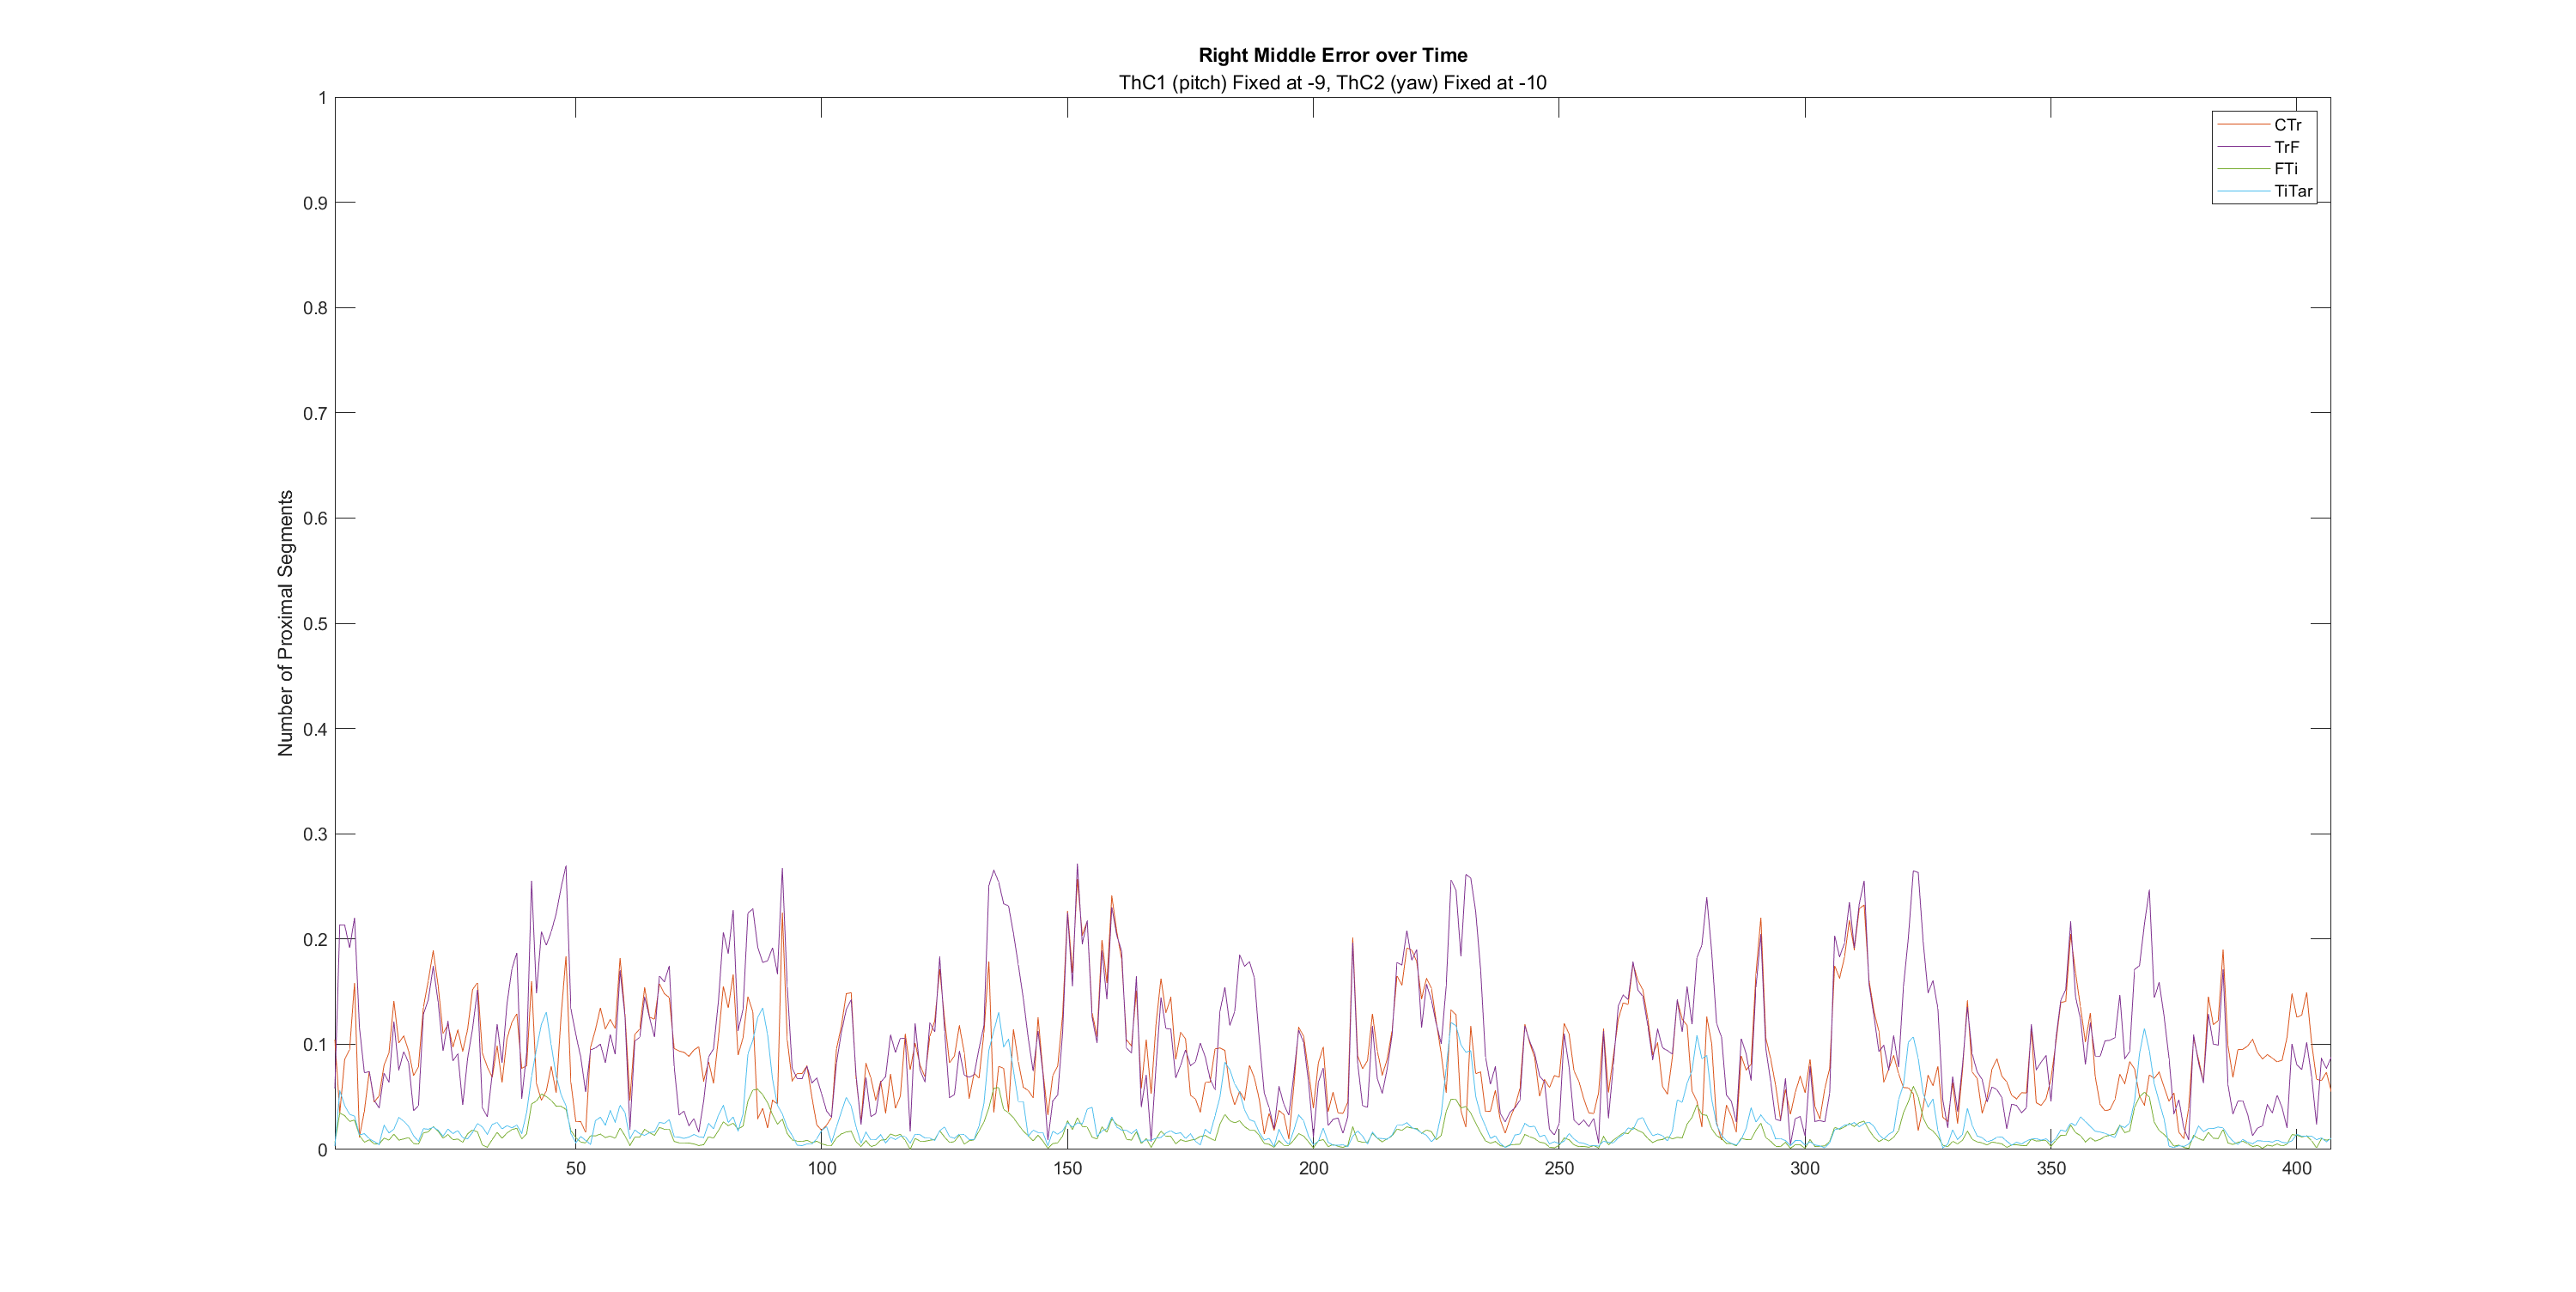 Right Middle Error over Time
ThC1 (pitch) Fixed at -9, ThC2 (yaw) Fixed at -10
CTr
TrF
FTi
TiTar
Number of Proximal Segments
1
0.9
0.8
0.7
0.6
0.5
0.4
0.3
0.2
0.1
0
50 100 150 200 250 300 350 400